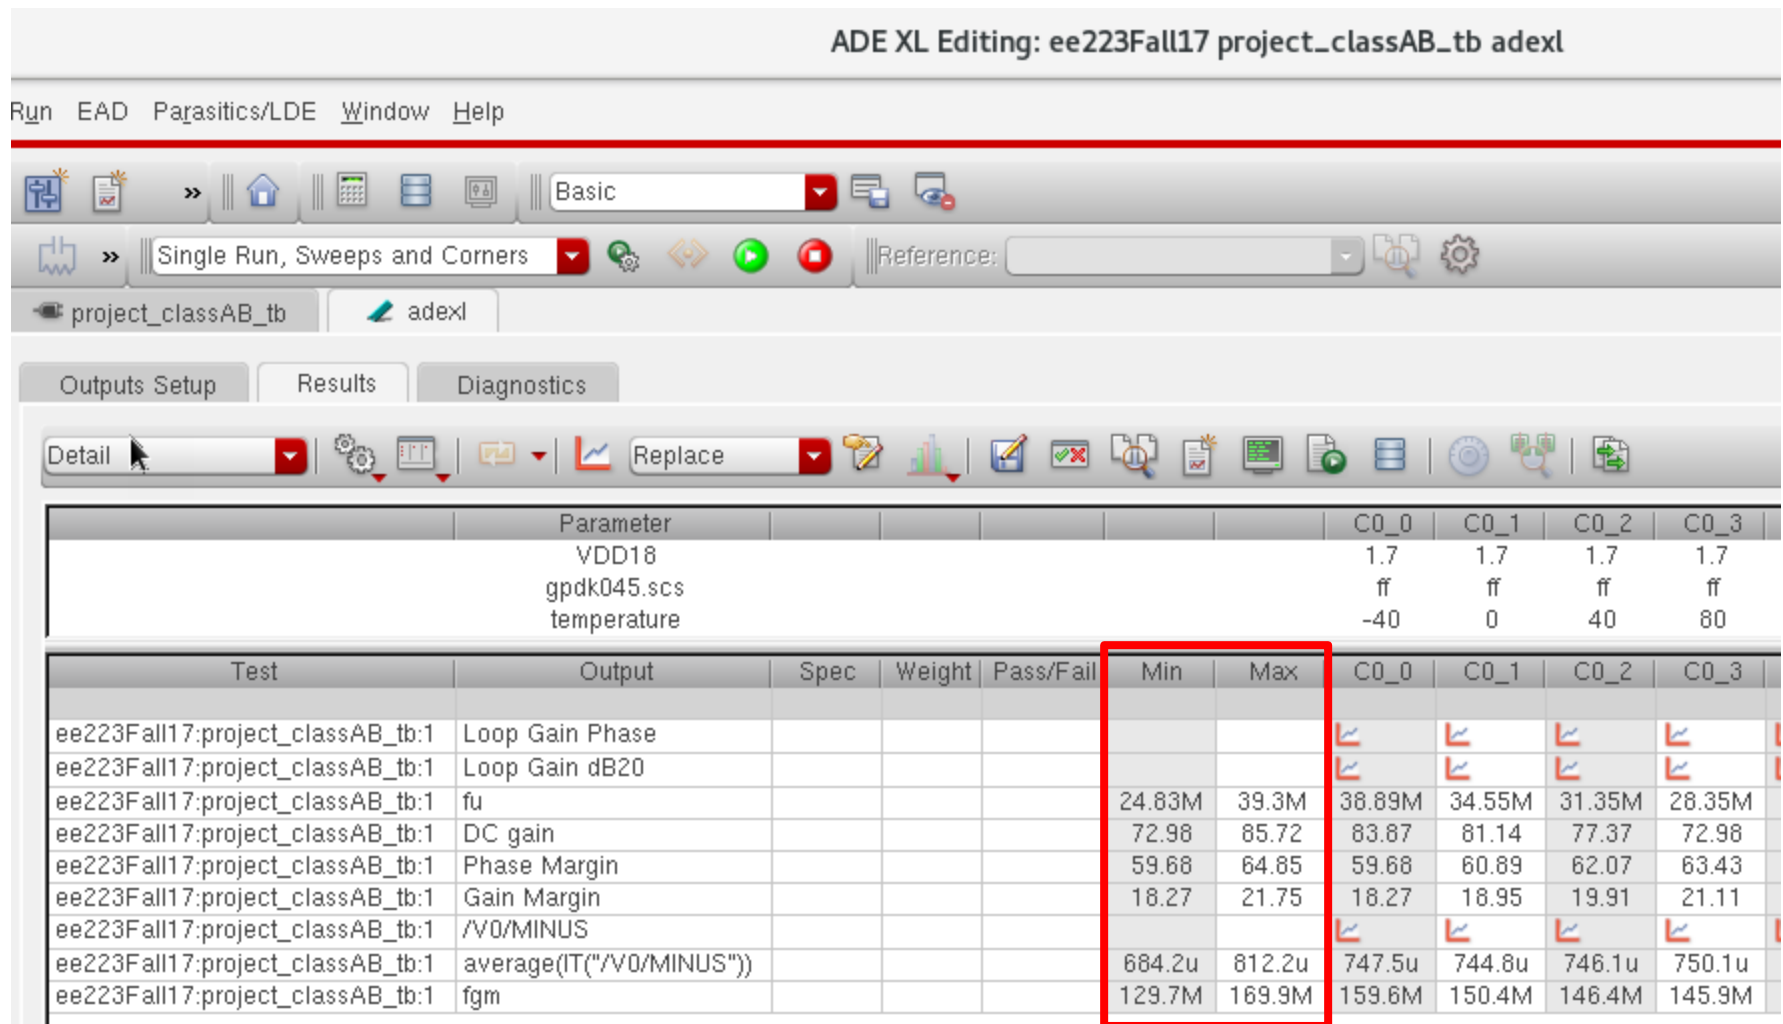 ADE XL Editing: ee223Fall17 project_classAB_tb adexl
Run EAD Parasitics/LDE Window Help
» Basic
» Single Run, Sweeps and Corners Reference:
project_classAB_tb adexl
Outputs Setup Results Diagnostics
Detail Replace
Parameter C0_0 C0_1 C0_2 C0_3
VDD18 1.7 1.7 1.7 1.7
gpdk045.scs ff ff ff ff
temperature -40 0 40 80
Test Output Spec Weight Pass/Fail Min Max C0_0 C0_1 C0_2 C0_3
ee223Fall17:project_classAB_tb:1 Loop Gain Phase
ee223Fall17:project_classAB_tb:1 Loop Gain dB20
ee223Fall17:project_classAB_tb:1 fu 24.83M 39.3M 38.89M 34.55M 31.35M 28.35M
ee223Fall17:project_classAB_tb:1 DC gain 72.98 85.72 83.87 81.14 77.37 72.98
ee223Fall17:project_classAB_tb:1 Phase Margin 59.68 64.85 59.68 60.89 62.07 63.43
ee223Fall17:project_classAB_tb:1 Gain Margin 18.27 21.75 18.27 18.95 19.91 21.11
ee223Fall17:project_classAB_tb:1 /V0/MINUS
ee223Fall17:project_classAB_tb:1 average(IT("/V0/MINUS")) 684.2u 812.2u 747.5u 744.8u 746.1u 750.1u
ee223Fall17:project_classAB_tb:1 fgm 129.7M 169.9M 159.6M 150.4M 146.4M 145.9M